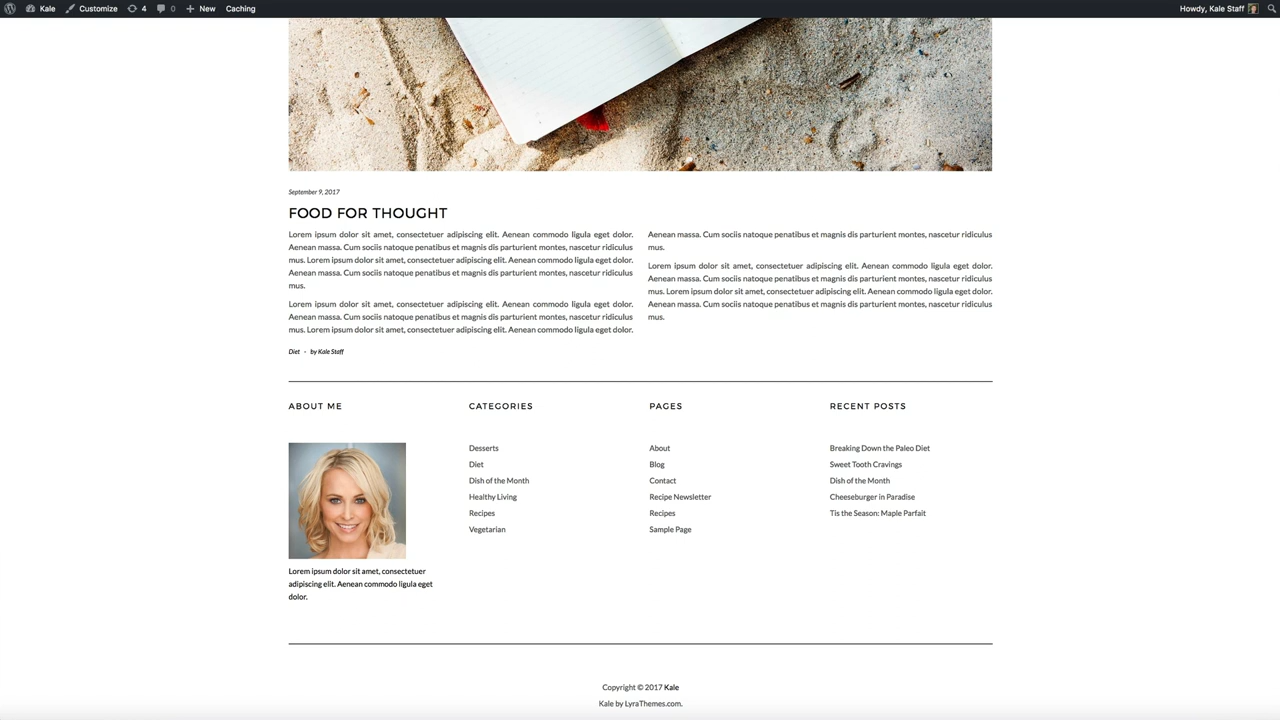 Kale Customize 4 0 New Caching Howdy, Kale Staff
September 9, 2017
FOOD FOR THOUGHT
Lorem ipsum dolor sit amet, consectetuer adipiscing elit. Aenean commodo ligula eget dolor.
Aenean massa. Cum sociis natoque penatibus et magnis dis parturient montes, nascetur ridiculus
mus. Lorem ipsum dolor sit amet, consectetuer adipiscing elit. Aenean commodo ligula eget dolor.
Aenean massa. Cum sociis natoque penatibus et magnis dis parturient montes, nascetur ridiculus
mus.
Lorem ipsum dolor sit amet, consectetuer adipiscing elit. Aenean commodo ligula eget dolor.
Aenean massa. Cum sociis natoque penatibus et magnis dis parturient montes, nascetur ridiculus
mus. Lorem ipsum dolor sit amet, consectetuer adipiscing elit. Aenean commodo ligula eget dolor.
Aenean massa. Cum sociis natoque penatibus et magnis dis parturient montes, nascetur ridiculus
mus.
Lorem ipsum dolor sit amet, consectetuer adipiscing elit. Aenean commodo ligula eget dolor.
Aenean massa. Cum sociis natoque penatibus et magnis dis parturient montes, nascetur ridiculus
mus. Lorem ipsum dolor sit amet, consectetuer adipiscing elit. Aenean commodo ligula eget dolor.
Aenean massa. Cum sociis natoque penatibus et magnis dis parturient montes, nascetur ridiculus
mus.
Diet - by Kale Staff
ABOUT ME
Lorem ipsum dolor sit amet, consectetuer
adipiscing elit. Aenean commodo ligula eget
dolor.
CATEGORIES
Desserts
Diet
Dish of the Month
Healthy Living
Recipes
Vegetarian
PAGES
About
Blog
Contact
Recipe Newsletter
Recipes
Sample Page
RECENT POSTS
Breaking Down the Paleo Diet
Sweet Tooth Cravings
Dish of the Month
Cheeseburger in Paradise
Tis the Season: Maple Parfait
Copyright © 2017 Kale
Kale by LyraThemes.com.